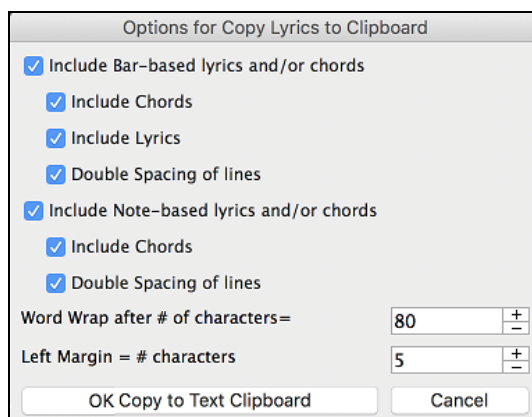 Options for Copy Lyrics to Clipboard
Include Bar-based lyrics and/or chords
Include Chords
Include Lyrics
Double Spacing of lines
Include Note-based lyrics and/or chords
Include Chords
Double Spacing of lines
Word Wrap after # of characters= 80 + −
Left Margin = # characters 5 + −
OK Copy to Text Clipboard Cancel